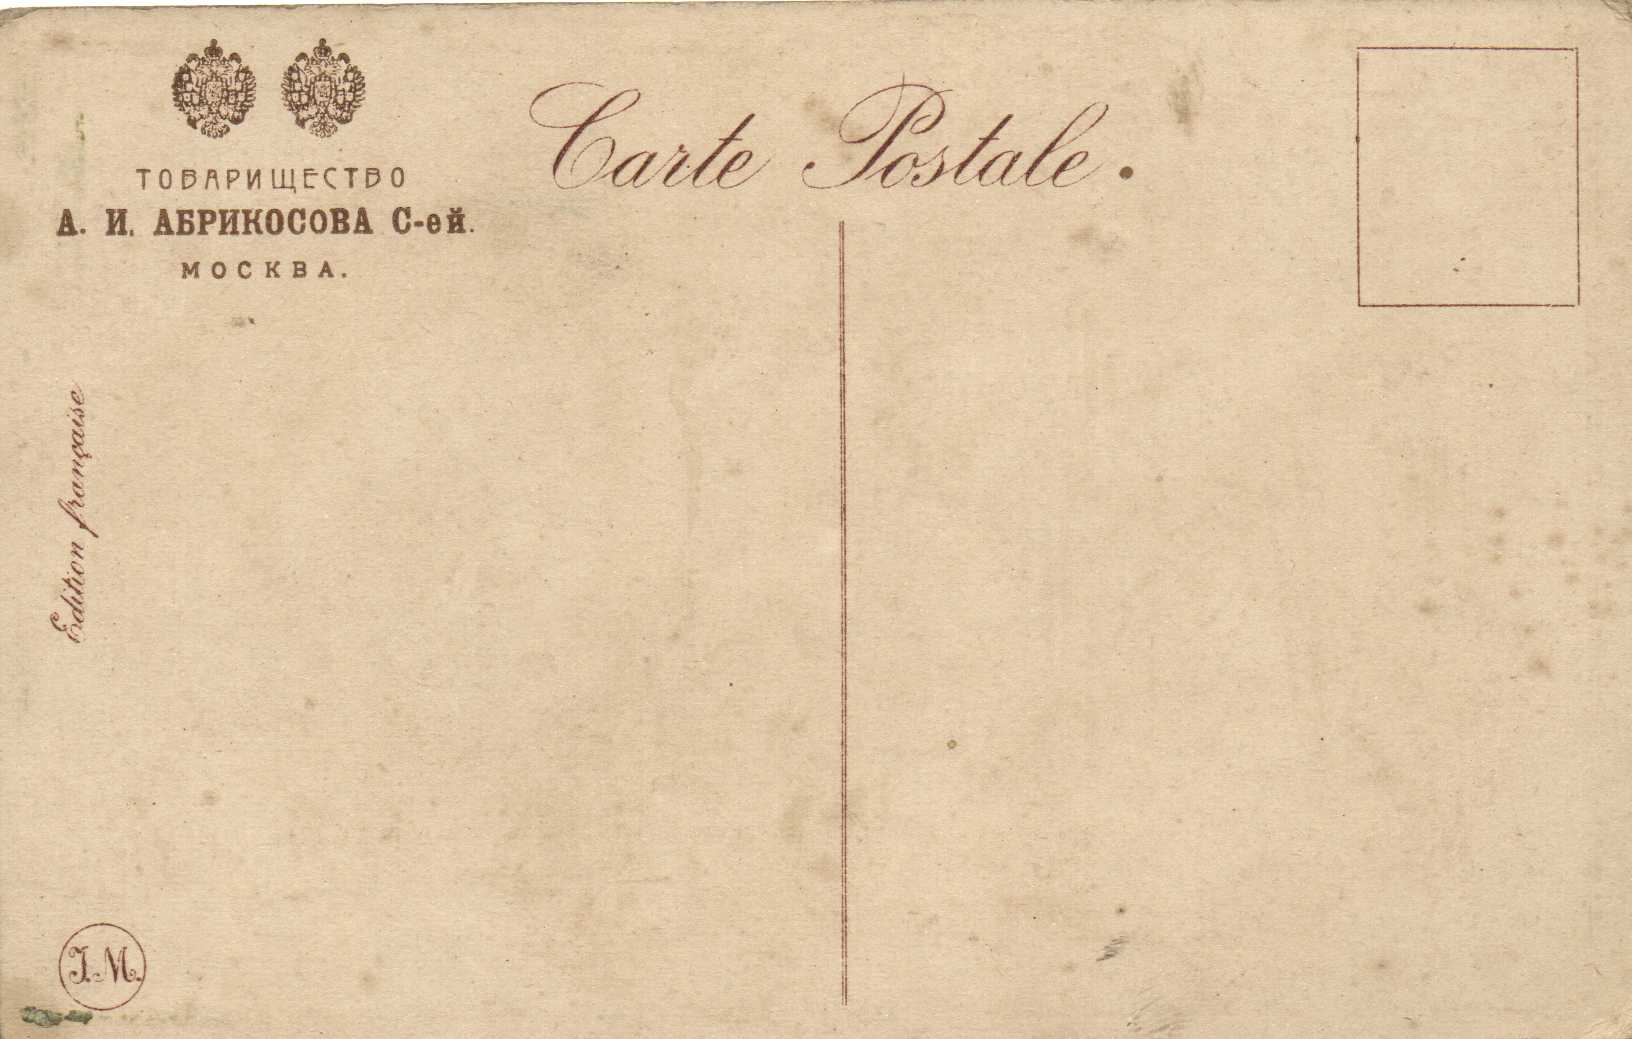 ТОВАРИЩЕСТВО
А. И. АБРИКОСОВА С-ей.
МОСКВА.
Carte Postale.
Edition française
J.M.